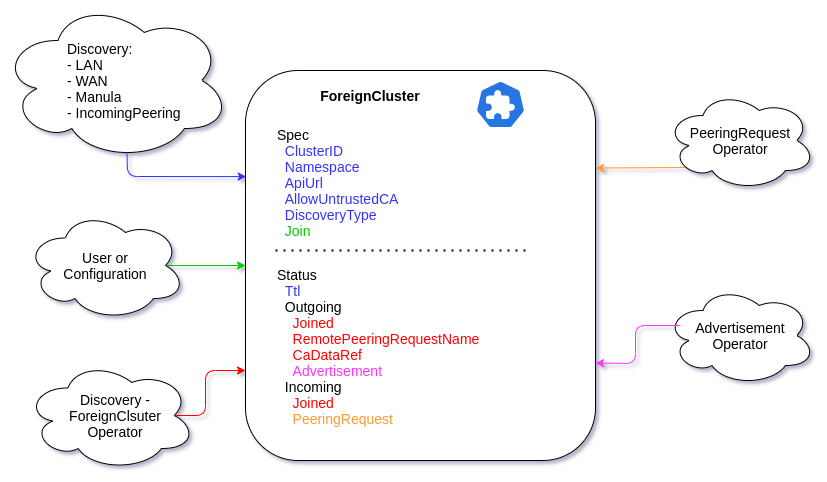 Discovery:
- LAN
- WAN
- Manula
- IncomingPeering
User or
Configuration
Discovery -
ForeignClsuter
Operator
ForeignCluster
Spec
ClusterID
Namespace
ApiUrl
AllowUntrustedCA
DiscoveryType
Join
Status
Ttl
Outgoing
Joined
RemotePeeringRequestName
CaDataRef
Advertisement
Incoming
Joined
PeeringRequest
PeeringRequest
Operator
Advertisement
Operator